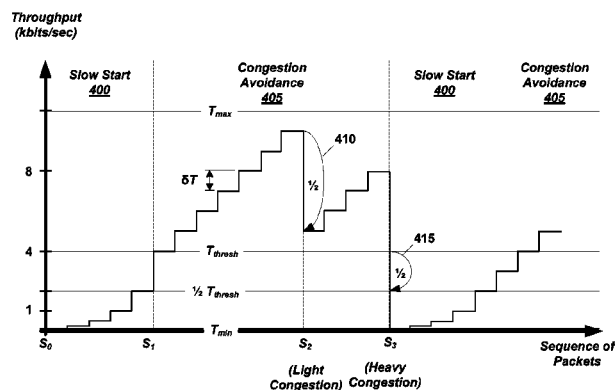 Throughput
(kbits/sec)
Slow Start
400
Congestion
Avoidance
405
Slow Start
400
Congestion
Avoidance
405
Tmax
410
8
δT
½
415
4
Tthresh
½
½ Tthresh
1
Tmin
S0
S1
S2
S3
Sequence of
Packets
(Light
Congestion)
(Heavy
Congestion)